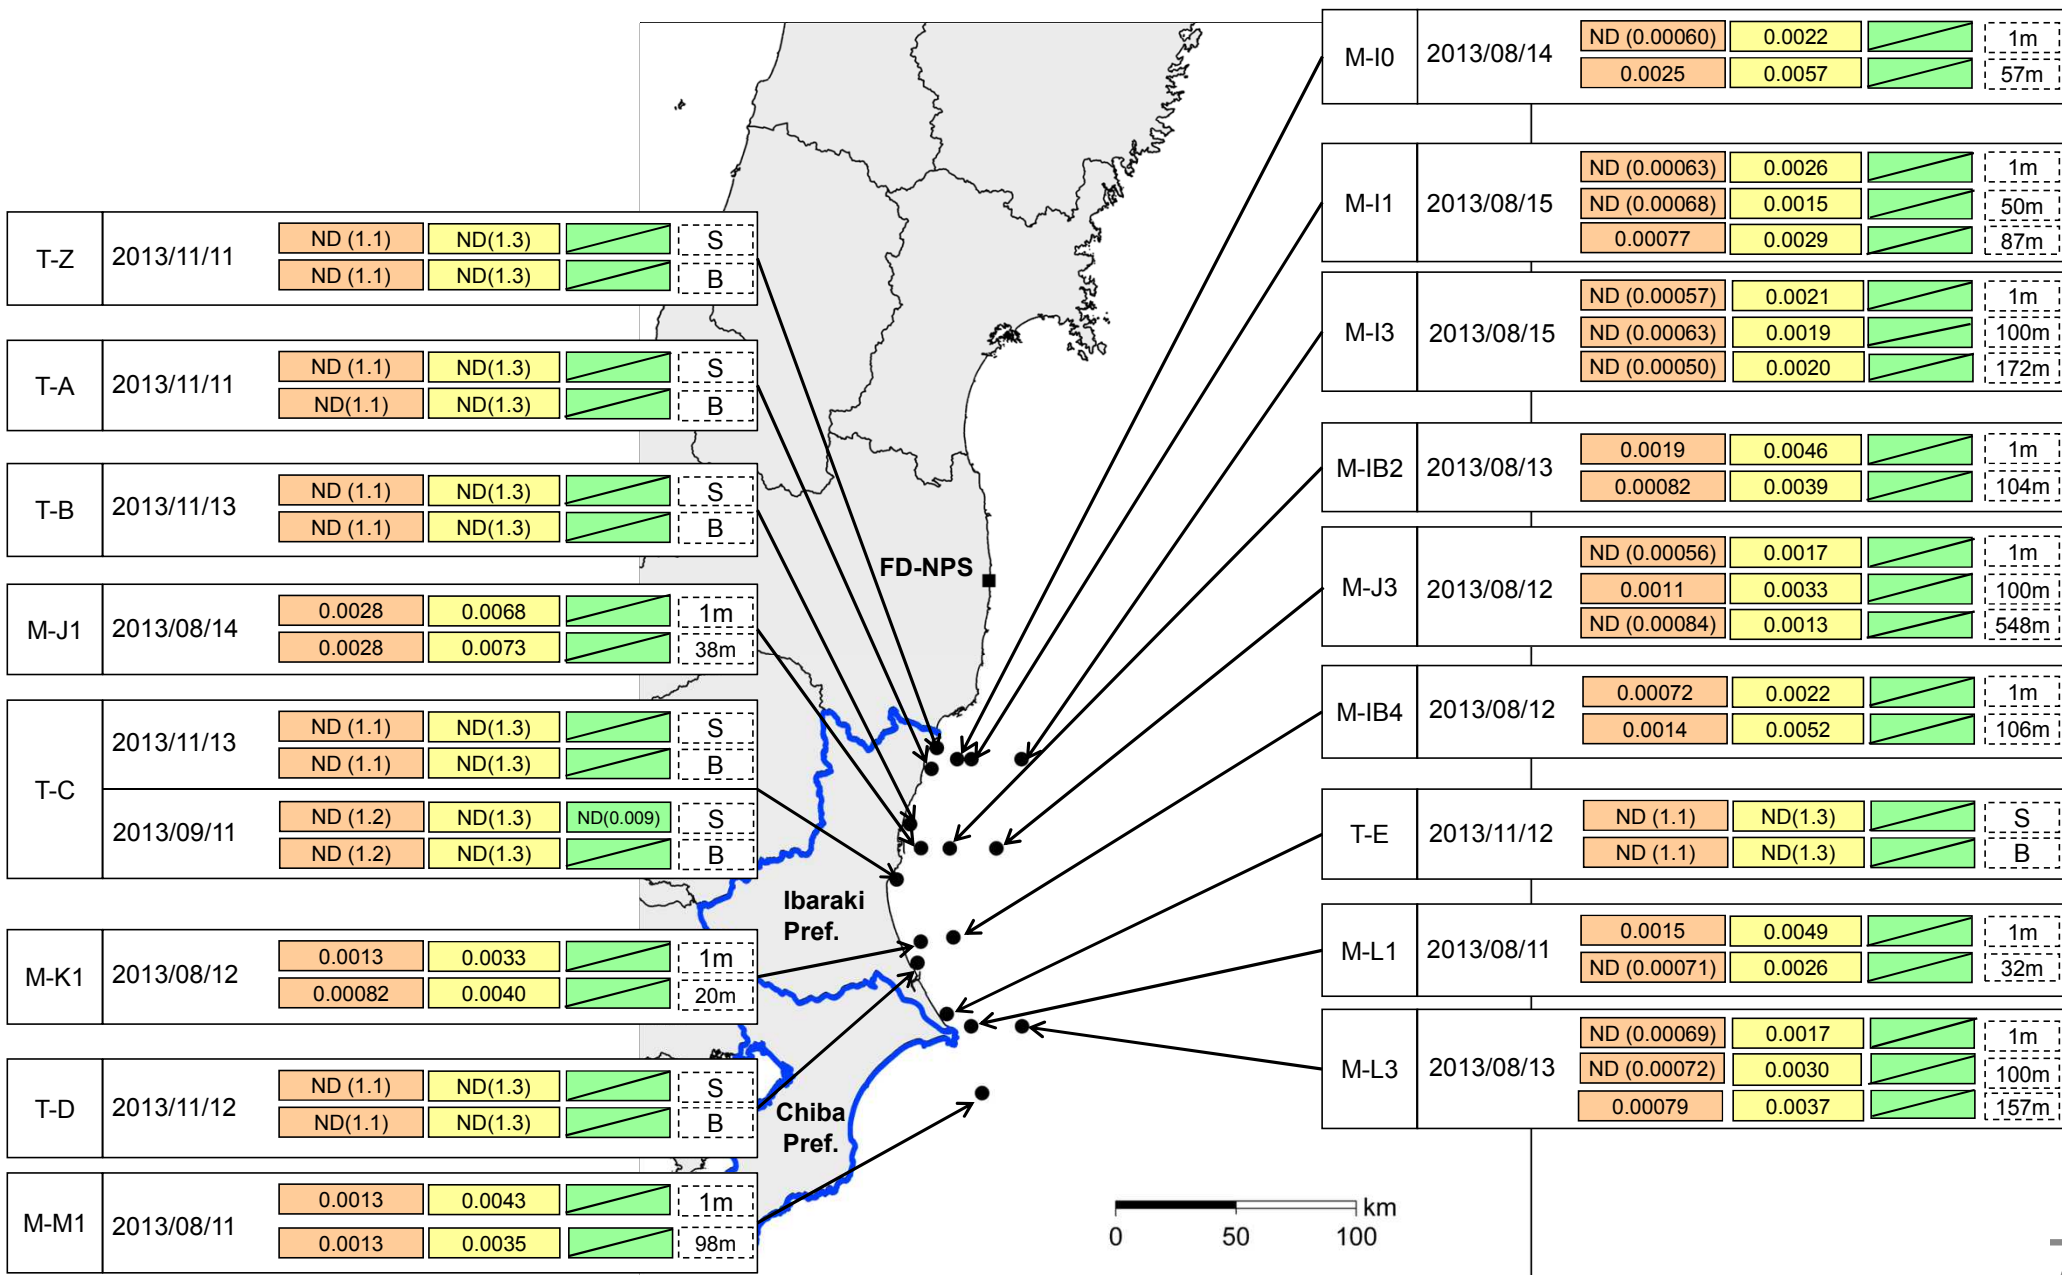 T-Z 2013/11/11 ND (1.1) ND(1.3) S
ND (1.1) ND(1.3) B
T-A 2013/11/11 ND (1.1) ND(1.3) S
ND(1.1) ND(1.3) B
T-B 2013/11/13 ND (1.1) ND(1.3) S
ND (1.1) ND(1.3) B
M-J1 2013/08/14 0.0028 0.0068 1m
0.0028 0.0073 38m
T-C
2013/11/13 ND (1.1) ND(1.3) S
ND (1.1) ND(1.3) B
2013/09/11 ND (1.2) ND(1.3) ND(0.009) S
ND (1.2) ND(1.3) B
M-K1 2013/08/12 0.0013 0.0033 1m
0.00082 0.0040 20m
T-D 2013/11/12 ND (1.1) ND(1.3) S
ND(1.1) ND(1.3) B
M-M1 2013/08/11 0.0013 0.0043 1m
0.0013 0.0035 98m
FD-NPS
Ibaraki
Pref.
Chiba
Pref.
km
0 50 100
M-I0 2013/08/14 ND (0.00060) 0.0022 1m
0.0025 0.0057 57m
M-I1 2013/08/15 ND (0.00063) 0.0026 1m
ND (0.00068) 0.0015 50m
0.00077 0.0029 87m
M-I3 2013/08/15 ND (0.00057) 0.0021 1m
ND (0.00063) 0.0019 100m
ND (0.00050) 0.0020 172m
M-IB2 2013/08/13 0.0019 0.0046 1m
0.00082 0.0039 104m
M-J3 2013/08/12 ND (0.00056) 0.0017 1m
0.0011 0.0033 100m
ND (0.00084) 0.0013 548m
M-IB4 2013/08/12 0.00072 0.0022 1m
0.0014 0.0052 106m
T-E 2013/11/12 ND (1.1) ND(1.3) S
ND (1.1) ND(1.3) B
M-L1 2013/08/11 0.0015 0.0049 1m
ND (0.00071) 0.0026 32m
M-L3 2013/08/13 ND (0.00069) 0.0017 1m
ND (0.00072) 0.0030 100m
0.00079 0.0037 157m